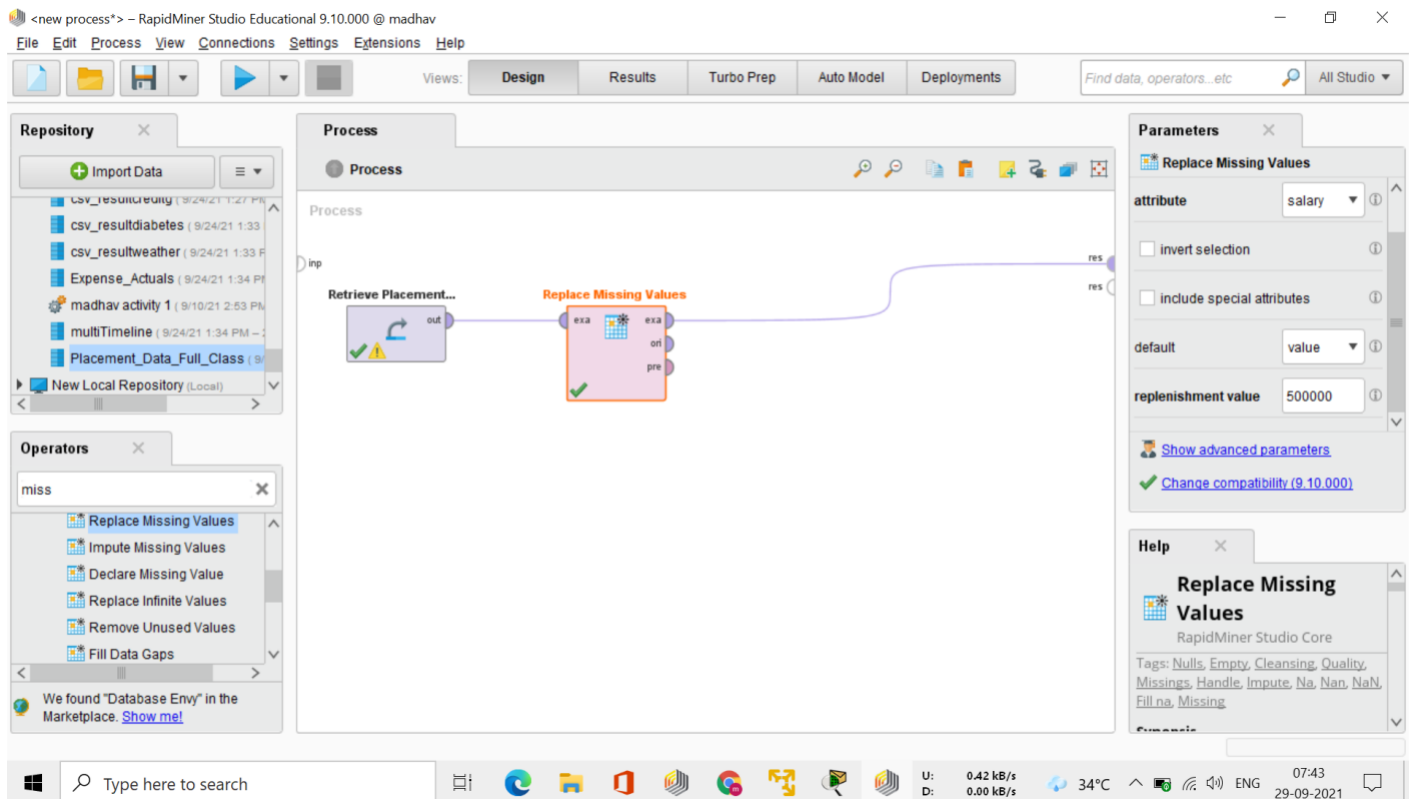 <new process*> – RapidMiner Studio Educational 9.10.000 @ madhav
File Edit Process View Connections Settings Extensions Help
Views: Design Results Turbo Prep Auto Model Deployments
Find data, operators...etc
All Studio
Repository
Import Data
csv_resultcreditg ( 9/24/21 1:27 PM
csv_resultdiabetes ( 9/24/21 1:33
csv_resultweather ( 9/24/21 1:33 P
Expense_Actuals ( 9/24/21 1:34 PM
madhav activity 1 ( 9/10/21 2:53 PM
multiTimeline ( 9/24/21 1:34 PM –
Placement_Data_Full_Class ( 9/
New Local Repository (Local)
Operators
miss
Replace Missing Values
Impute Missing Values
Declare Missing Value
Replace Infinite Values
Remove Unused Values
Fill Data Gaps
We found "Database Envy" in the
Marketplace. Show me!
Process
Process
Process
inp
res
res
Retrieve Placement...
out
Replace Missing Values
exa exa
ori
pre
Parameters
Replace Missing Values
attribute salary
invert selection
include special attributes
default value
replenishment value 500000
Show advanced parameters
Change compatibility (9.10.000)
Help
Replace Missing
Values
RapidMiner Studio Core
Tags: Nulls, Empty, Cleansing, Quality,
Missings, Handle, Impute, Na, Nan, NaN,
Fill na, Missing
Synopsis
Type here to search
U: 0.42 kB/s
D: 0.00 kB/s
34°C
ENG
07:43
29-09-2021